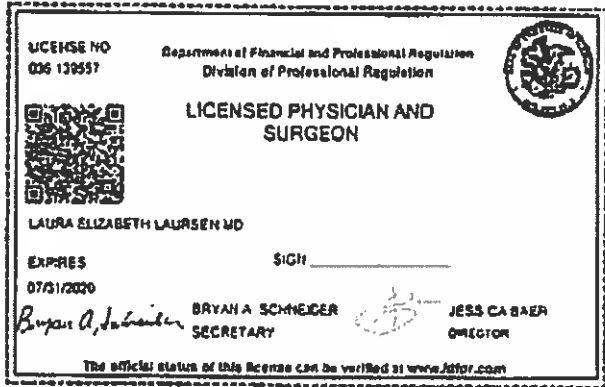 LICENSE NO
036 139557
Department of Financial and Professional Regulation
Division of Professional Regulation
LICENSED PHYSICIAN AND
SURGEON
LAURA ELIZABETH LAURSEN MD
EXPIRES
07/31/2020
SIGN
BRYAN A SCHNEIDER
SECRETARY
JESSICA BAER
DIRECTOR
The official status of this license can be verified at www.idfpr.com